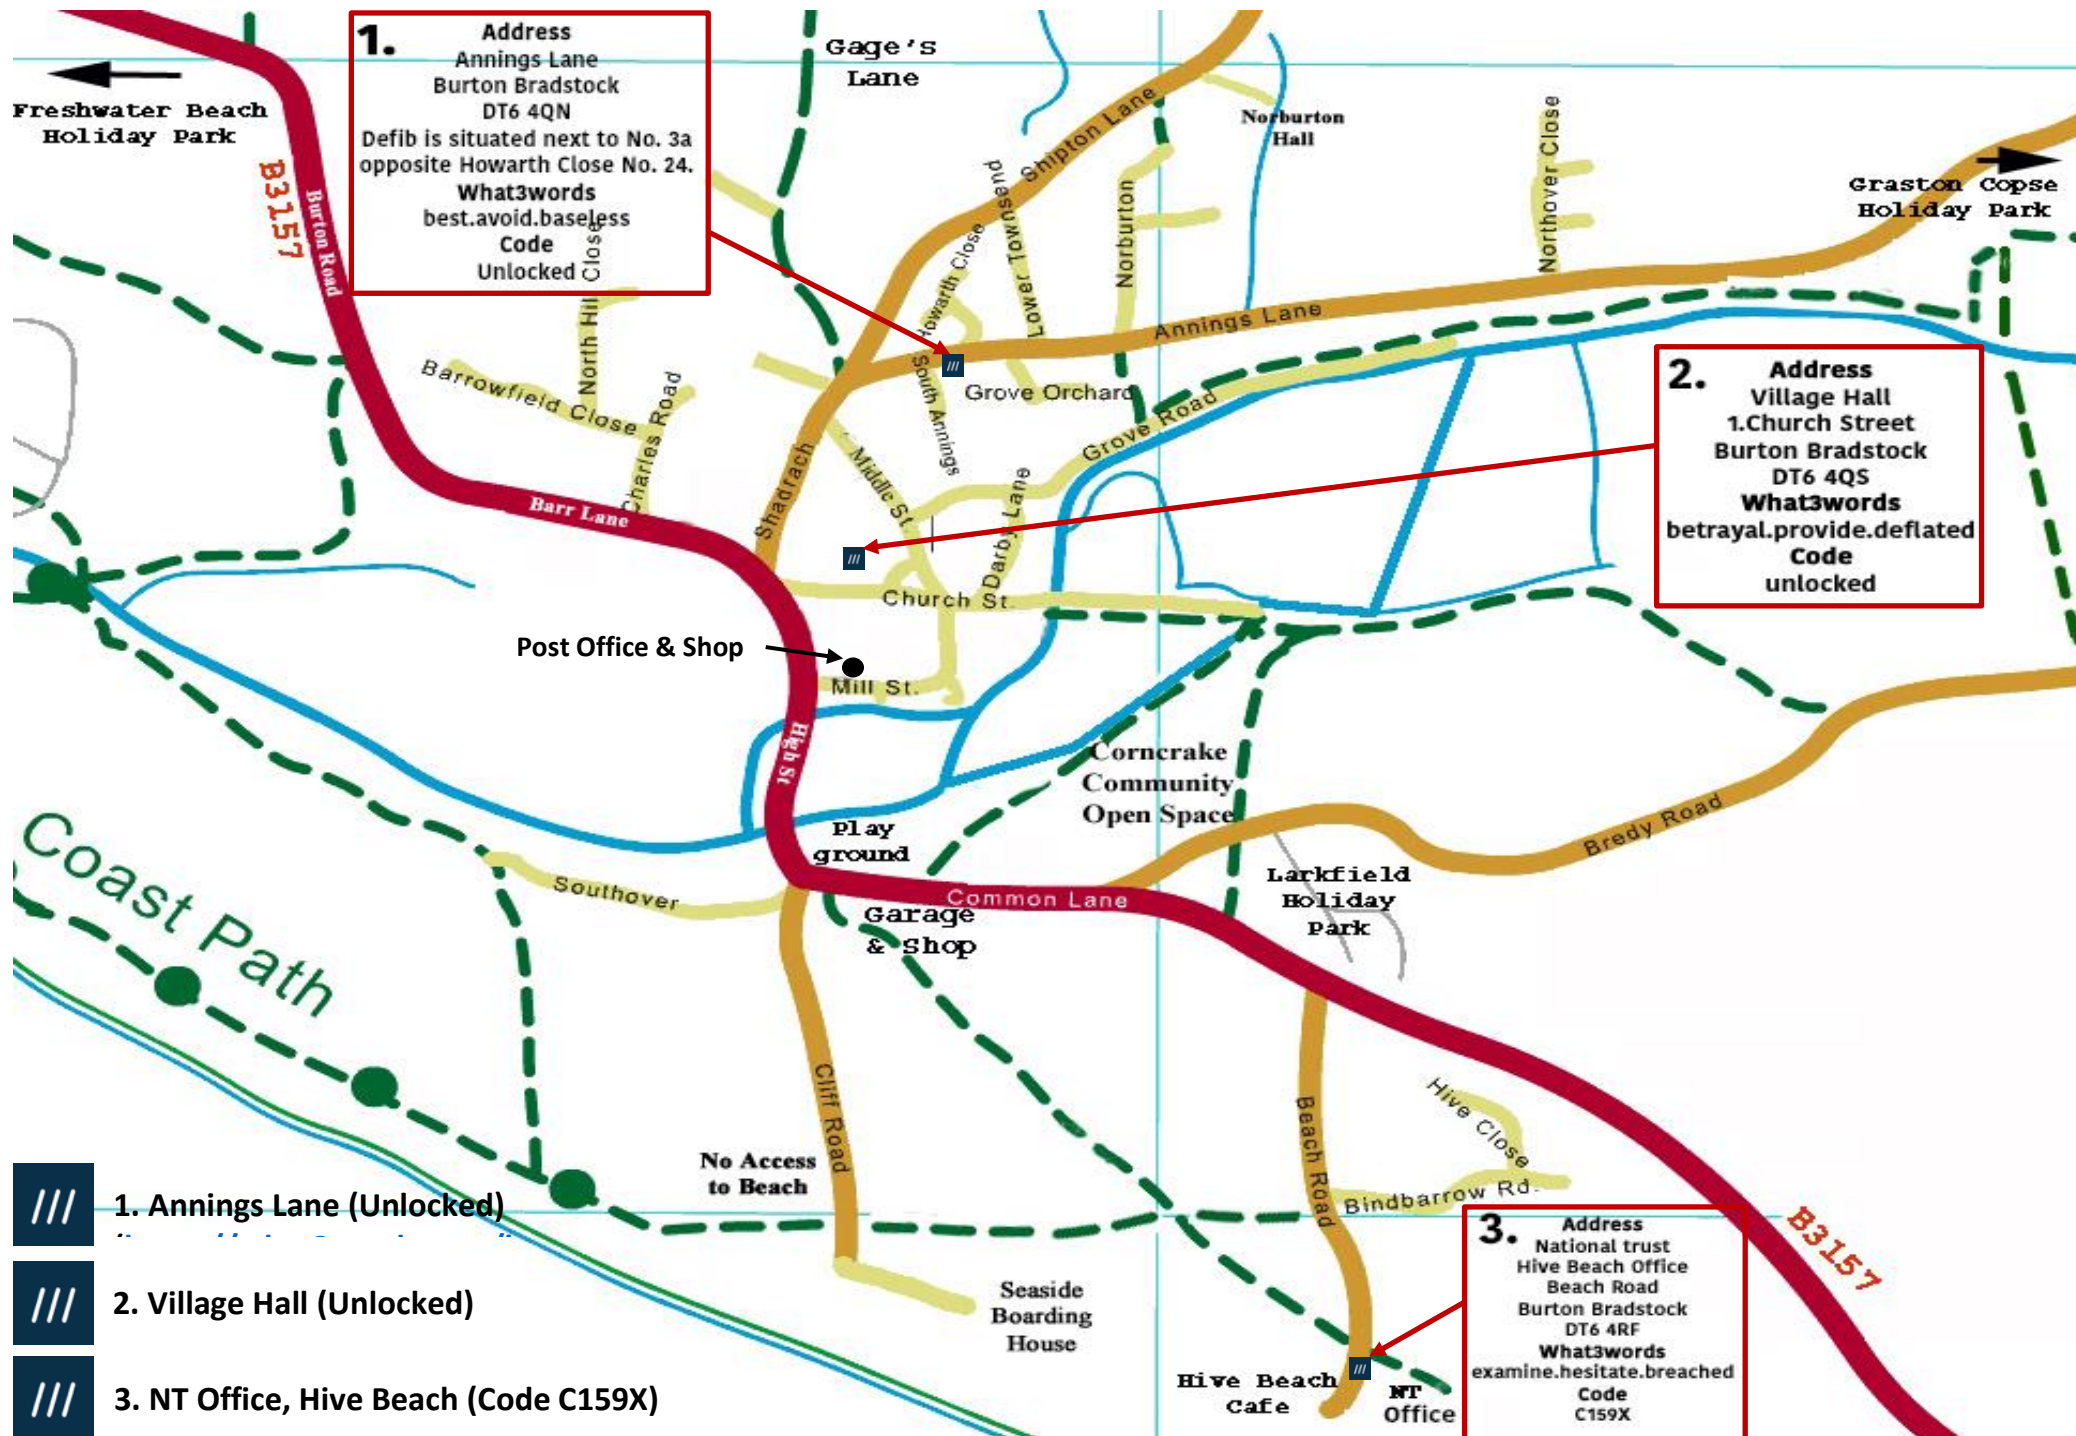 1.
Address
Annings Lane
Burton Bradstock
DT6 4QN
Defib is situated next to No. 3a
opposite Howarth Close No. 24.
What3words
best.avoid.baseless
Code
Unlocked
Gage's
Lane
Freshwater Beach
Holiday Park
B3157
Burton Road
Shipton Lane
Norburton
Hall
Northover Close
Graston Copse
Holiday Park
Lower Townsend
Norburton
Howarth Close
North Hill Close
Annings Lane
Barrowfield Close
Charles Road
South Annings
Grove Orchard
Grove Road
2.
Address
Village Hall
1.Church Street
Burton Bradstock
DT6 4QS
What3words
betrayal.provide.deflated
Code
unlocked
Shadrach
Middle St.
Darby Lane
Barr Lane
Church St.
Post Office & Shop
Mill St.
High St
Corncrake
Community
Open Space
Play
ground
Bredy Road
Larkfield
Holiday
Park
Southover
Common Lane
Garage
& Shop
Coast Path
Cliff Road
Beach Road
Hive Close
Bindbarrow Rd.
No Access
to Beach
B3157
3.
Address
National trust
Hive Beach Office
Beach Road
Burton Bradstock
DT6 4RF
What3words
examine.hesitate.breached
Code
C159X
Seaside
Boarding
House
Hive Beach
Cafe
NT
Office
1. Annings Lane (Unlocked)
2. Village Hall (Unlocked)
3. NT Office, Hive Beach (Code C159X)